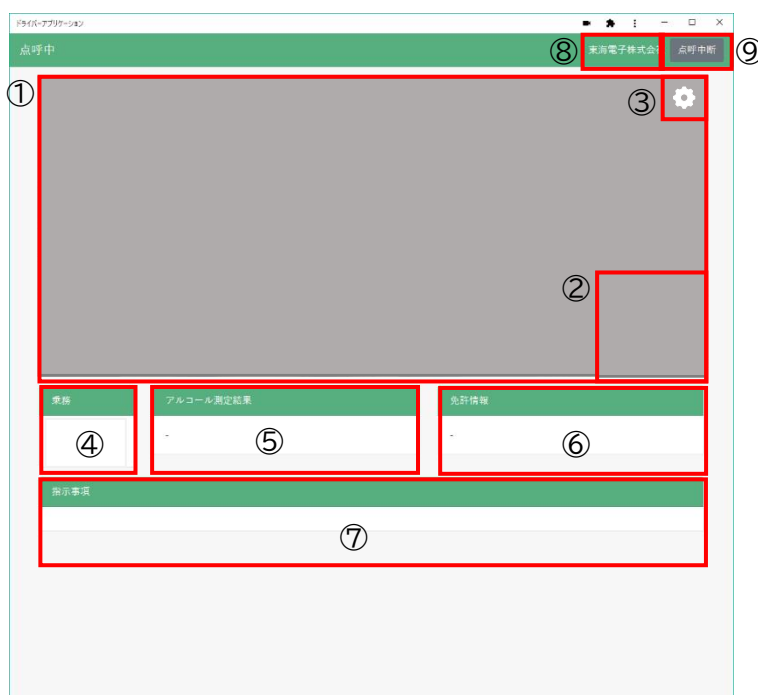 ドライバーアプリケーション
点呼中
⑧
東海電子株式会
点呼中断
⑨
①
③
②
乗務
アルコール測定結果
免許情報
④
-
⑤
-
⑥
指示事項
⑦